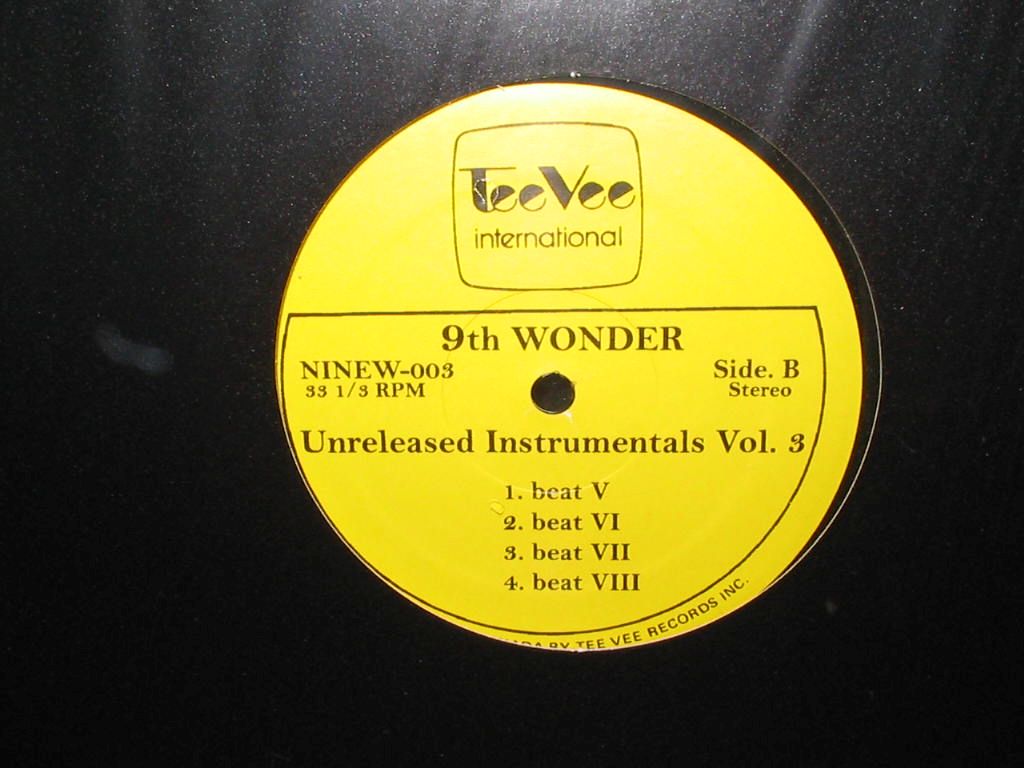 TeeVee
international
9th WONDER
NINEW-003 Side. B
33 1/3 RPM Stereo
Unreleased Instrumentals Vol. 3
1. beat V
2. beat VI
3. beat VII
4. beat VIII
BY TEE VEE RECORDS INC.